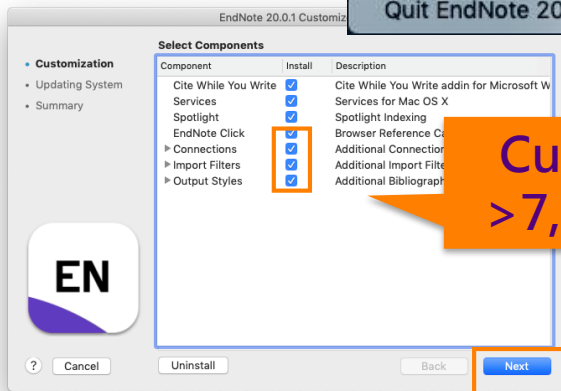 Quit EndNote 20
EndNote 20.0.1 Customiz
Select Components
• Customization
• Updating System
• Summary
Component Install Description
Cite While You Write Cite While You Write addin for Microsoft W
Services Services for Mac OS X
Spotlight Spotlight Indexing
EndNote Click Browser Reference Ca
Connections Additional Connection
Import Filters Additional Import Filte
Output Styles Additional Bibliograph
Cu
>7,
EN
? Cancel Uninstall Back Next